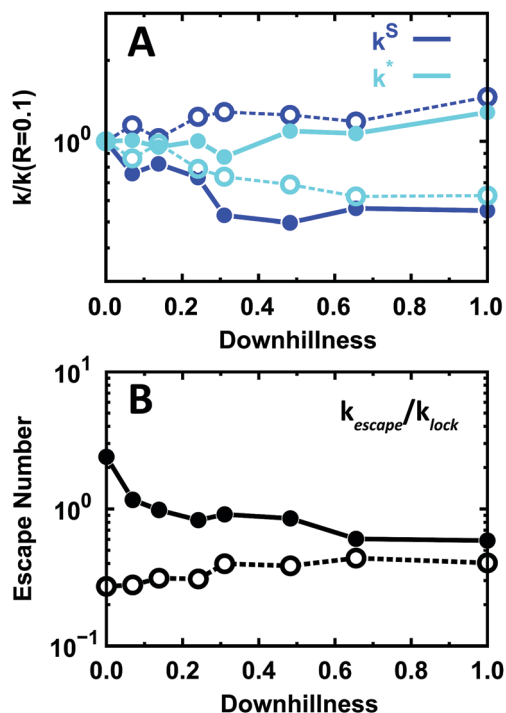 A
k^S
k^*
k/k(R=0.1)
10^0
0.0 0.2 0.4 0.6 0.8 1.0
Downhillness
B
k_escape/k_lock
Escape Number
10^1
10^0
10^-1
0.0 0.2 0.4 0.6 0.8 1.0
Downhillness